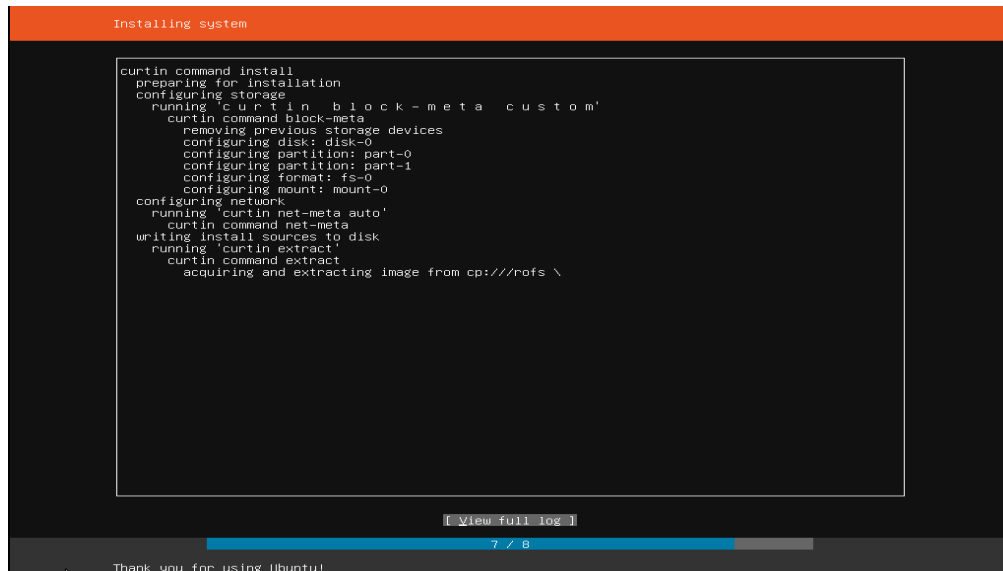 Installing system
curtin command install
preparing for installation
configuring storage
running 'c u r t i n   b l o c k - m e t a   c u s t o m'
curtin command block-meta
removing previous storage devices
configuring disk: disk-0
configuring partition: part-0
configuring partition: part-1
configuring format: fs-0
configuring mount: mount-0
configuring network
running 'curtin net-meta auto'
curtin command net-meta
writing install sources to disk
running 'curtin extract'
curtin command extract
acquiring and extracting image from cp:///rofs \
[ View full log ]
7 / 8
Thank you for using Ubuntu!